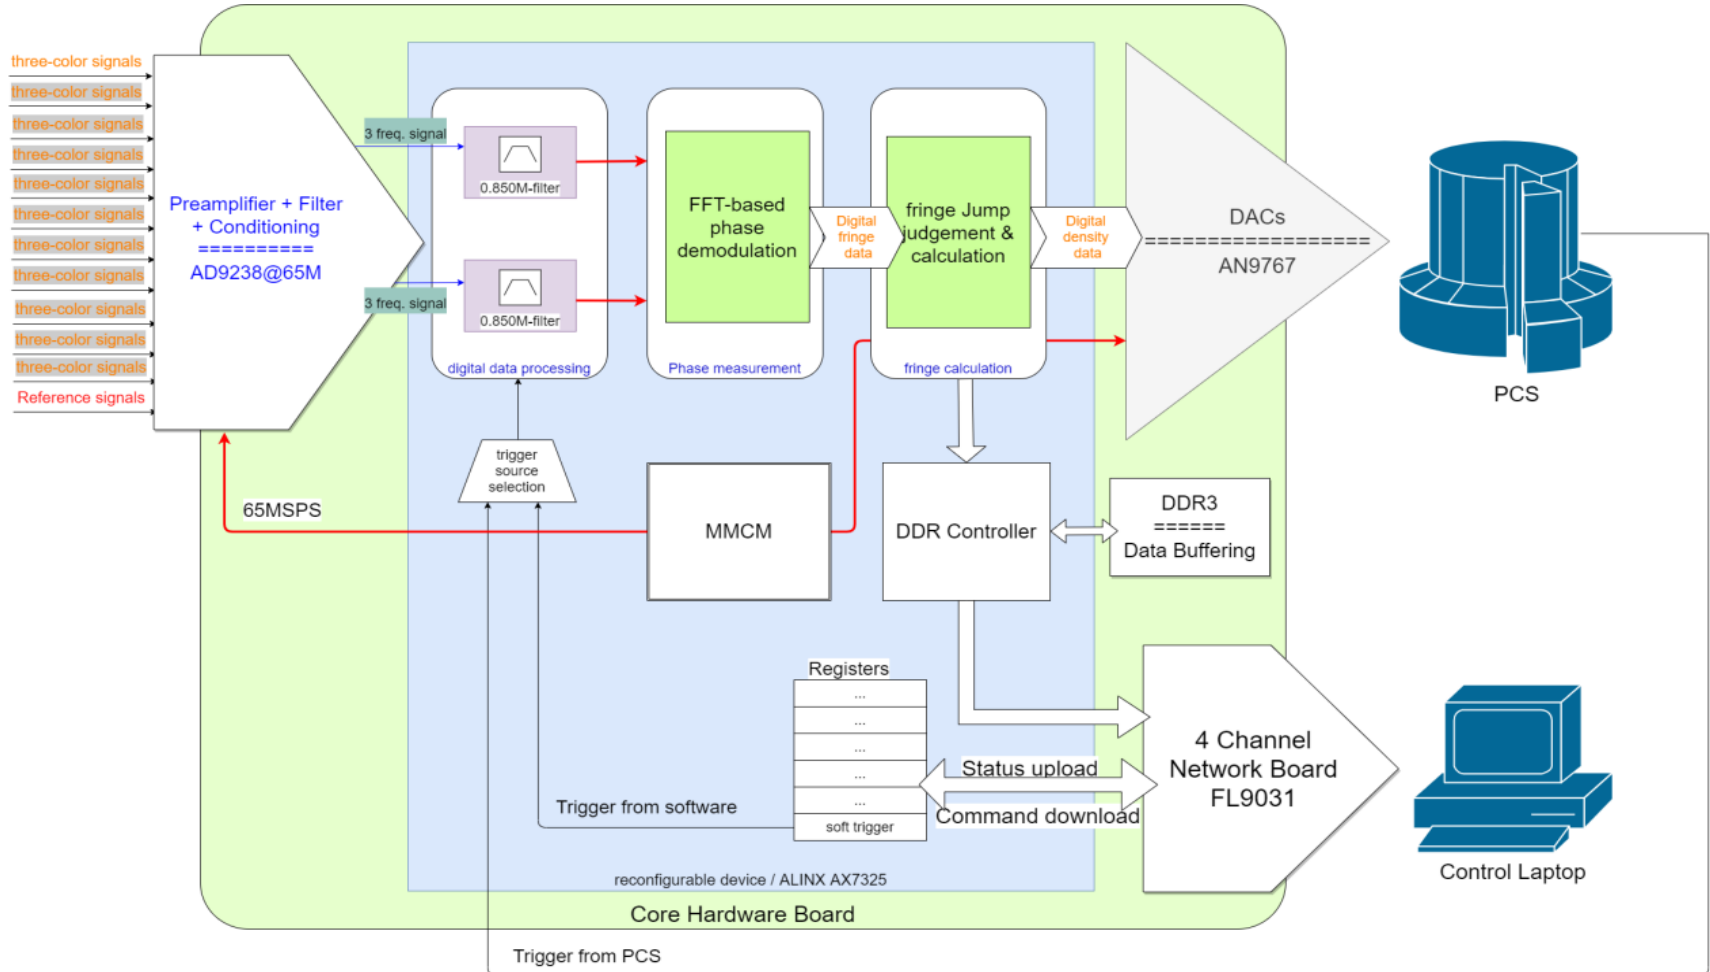 three-color signals
three-color signals
three-color signals
three-color signals
three-color signals
three-color signals
three-color signals
three-color signals
three-color signals
three-color signals
three-color signals
Reference signals
Preamplifier + Filter
+ Conditioning
==========
AD9238@65M
3 freq. signal
3 freq. signal
0.850M-filter
0.850M-filter
digital data processing
FFT-based
phase
demodulation
Phase measurement
Digital
fringe
data
fringe Jump
judgement &
calculation
fringe calculation
Digital
density
data
DACs
====================
AN9767
PCS
trigger
source
selection
65MSPS
MMCM
DDR Controller
DDR3
======
Data Buffering
Registers
...
...
...
...
...
soft trigger
Trigger from software
Status upload
Command download
4 Channel
Network Board
FL9031
Control Laptop
reconfigurable device / ALINX AX7325
Core Hardware Board
Trigger from PCS